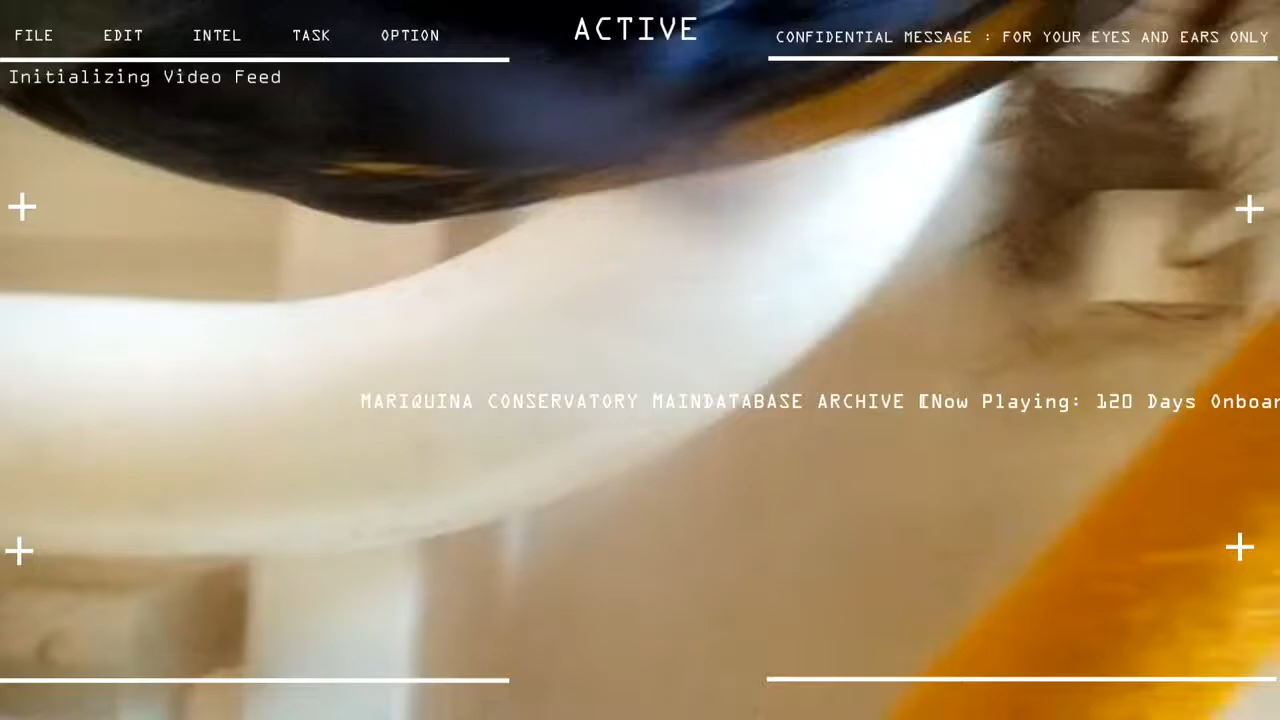 FILE EDIT INTEL TASK OPTION
ACTIVE
CONFIDENTIAL MESSAGE : FOR YOUR EYES AND EARS ONLY
Initializing Video Feed
MARIQUINA CONSERVATORY MAINDATABASE ARCHIVE [Now Playing: 120 Days Onboar